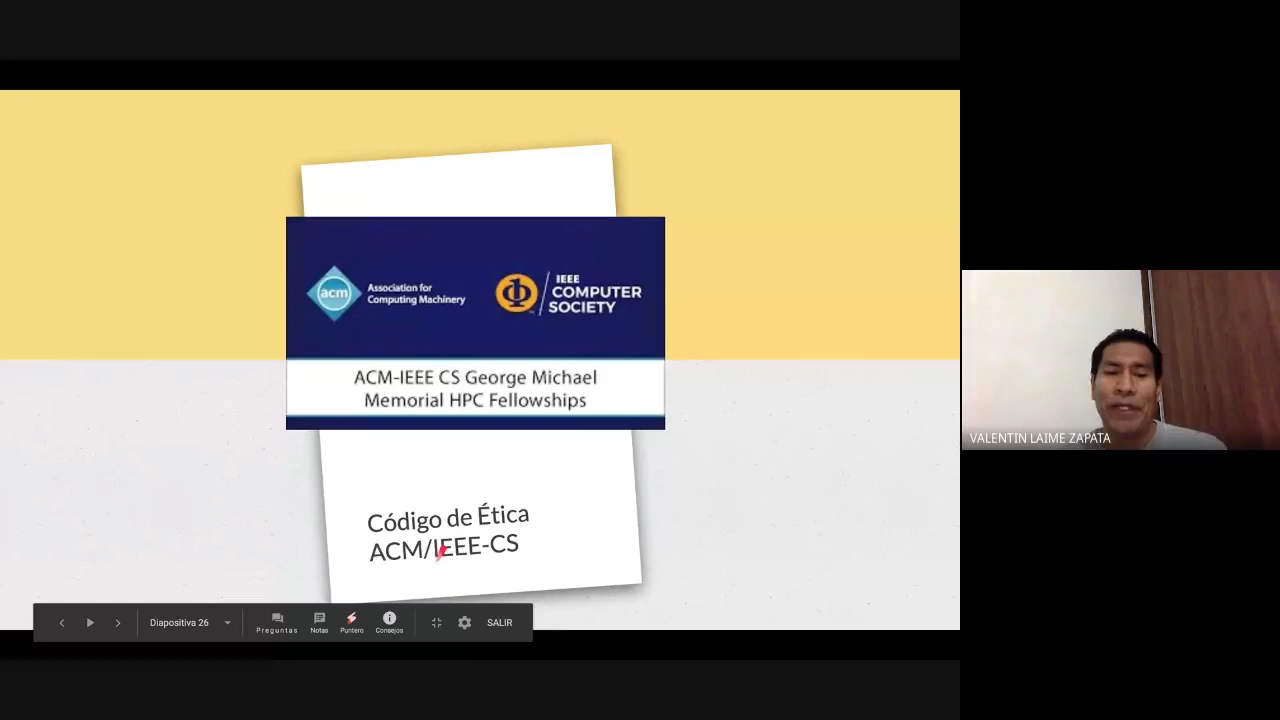 acm
Association for
Computing Machinery
IEEE
COMPUTER
SOCIETY
ACM-IEEE CS George Michael
Memorial HPC Fellowships
Código de Ética
ACM/IEEE-CS
VALENTIN LAIME ZAPATA
Diapositiva 26
Preguntas
Notas
Puntero
Consejos
SALIR